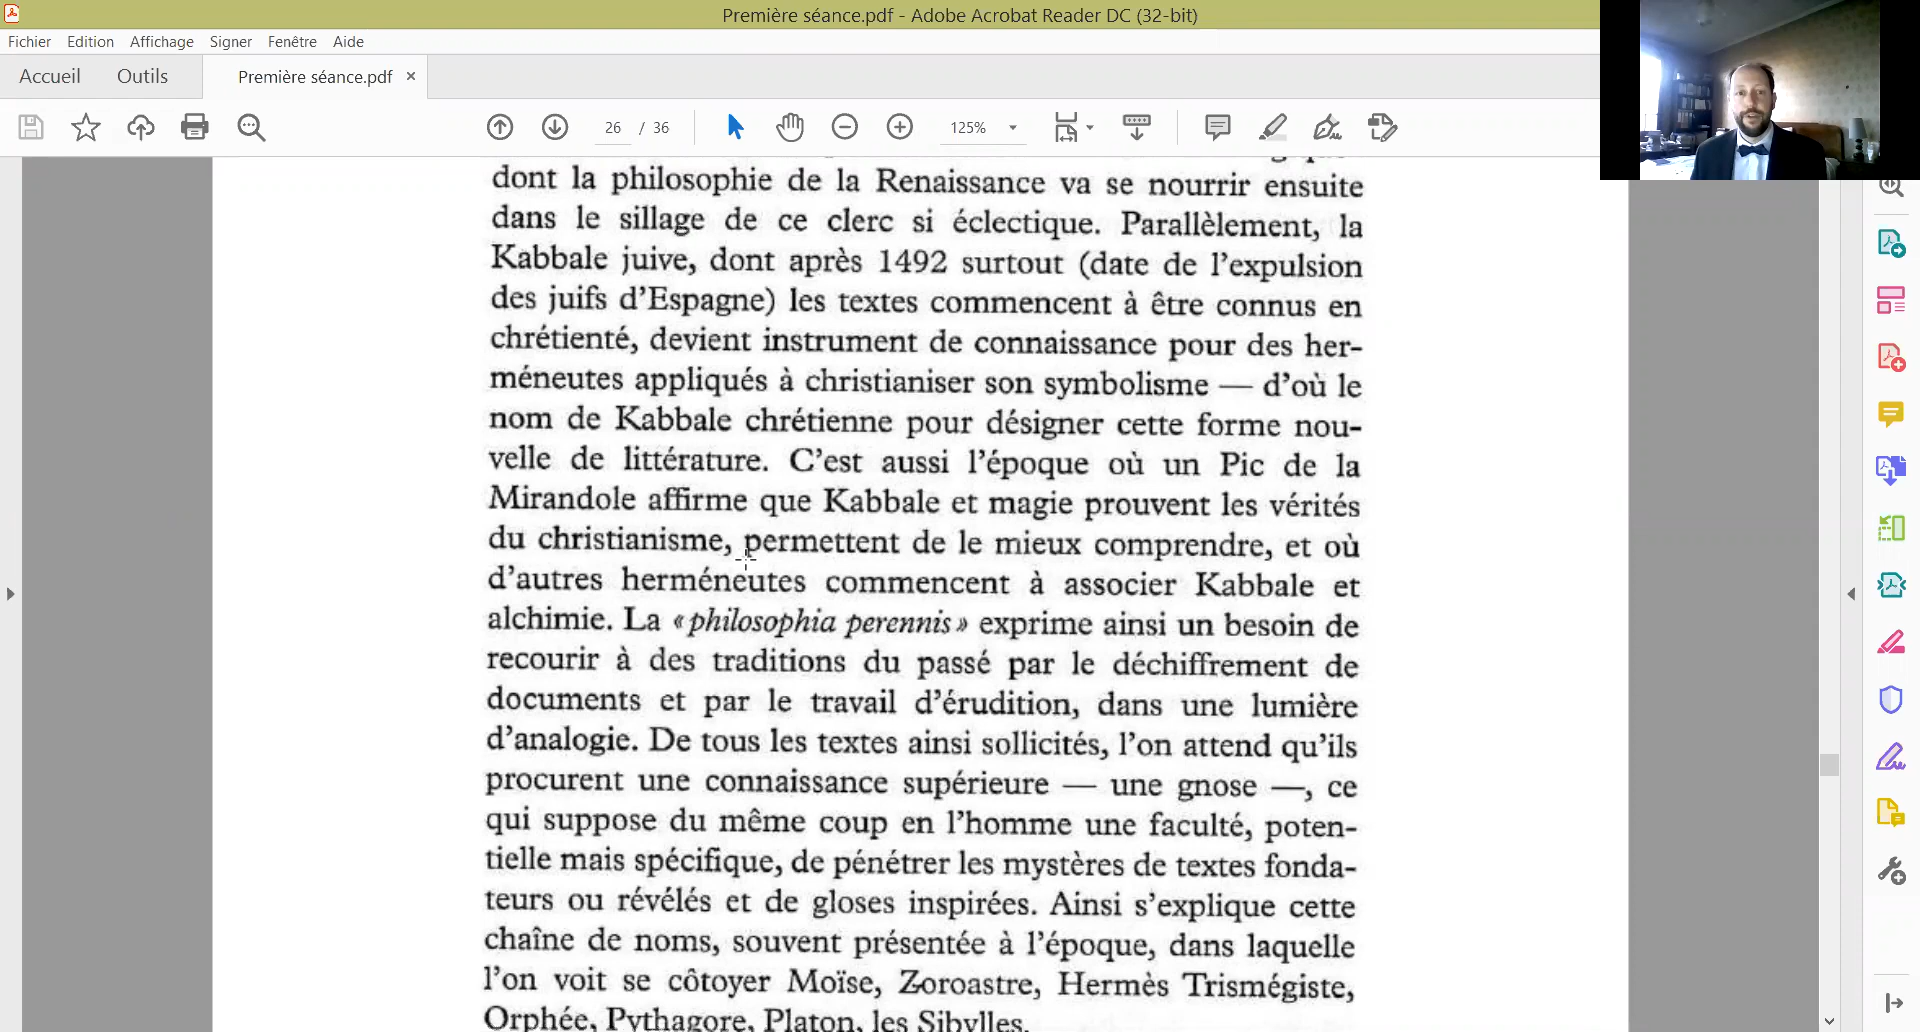 Première séance.pdf - Adobe Acrobat Reader DC (32-bit)
Fichier Edition Affichage Signer Fenêtre Aide
Accueil Outils Première séance.pdf ×
26 / 36 125%
dont la philosophie de la Renaissance va se nourrir ensuite
dans le sillage de ce clerc si éclectique. Parallèlement, la
Kabbale juive, dont après 1492 surtout (date de l'expulsion
des juifs d'Espagne) les textes commencent à être connus en
chrétienté, devient instrument de connaissance pour des her-
méneutes appliqués à christianiser son symbolisme — d'où le
nom de Kabbale chrétienne pour désigner cette forme nou-
velle de littérature. C'est aussi l'époque où un Pic de la
Mirandole affirme que Kabbale et magie prouvent les vérités
du christianisme, permettent de le mieux comprendre, et où
d'autres herméneutes commencent à associer Kabbale et
alchimie. La «philosophia perennis» exprime ainsi un besoin de
recourir à des traditions du passé par le déchiffrement de
documents et par le travail d'érudition, dans une lumière
d'analogie. De tous les textes ainsi sollicités, l'on attend qu'ils
procurent une connaissance supérieure — une gnose —, ce
qui suppose du même coup en l'homme une faculté, poten-
tielle mais spécifique, de pénétrer les mystères de textes fonda-
teurs ou révélés et de gloses inspirées. Ainsi s'explique cette
chaîne de noms, souvent présentée à l'époque, dans laquelle
l'on voit se côtoyer Moïse, Zoroastre, Hermès Trismégiste,
Orphée, Pythagore, Platon, les Sibylles.